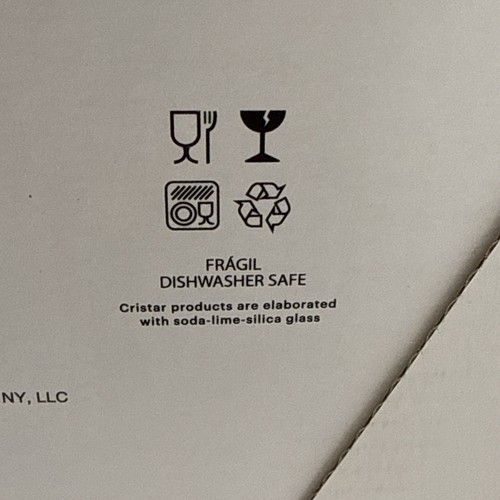 FRÁGIL
DISHWASHER SAFE
Cristar products are elaborated
with soda-lime-silica glass
NY, LLC